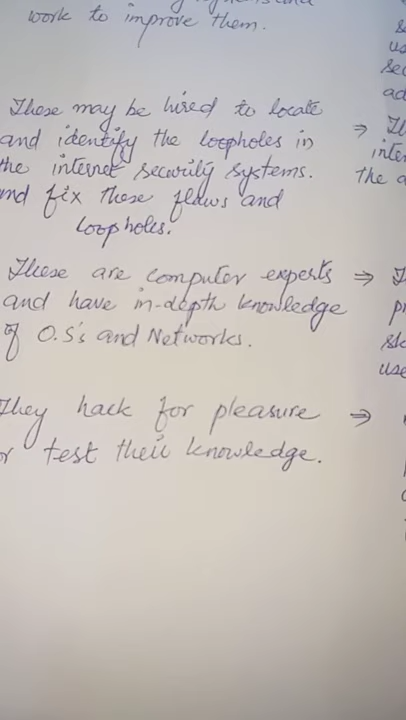 work to improve them.
These may be hired to locate
and identify the loopholes in
the internet security systems.
and fix these flaws and
loopholes.
These are computer experts ⇒
and have in-depth knowledge
of O.S's and Networks.
They hack for pleasure ⇒
or test their knowledge.
⇒
the